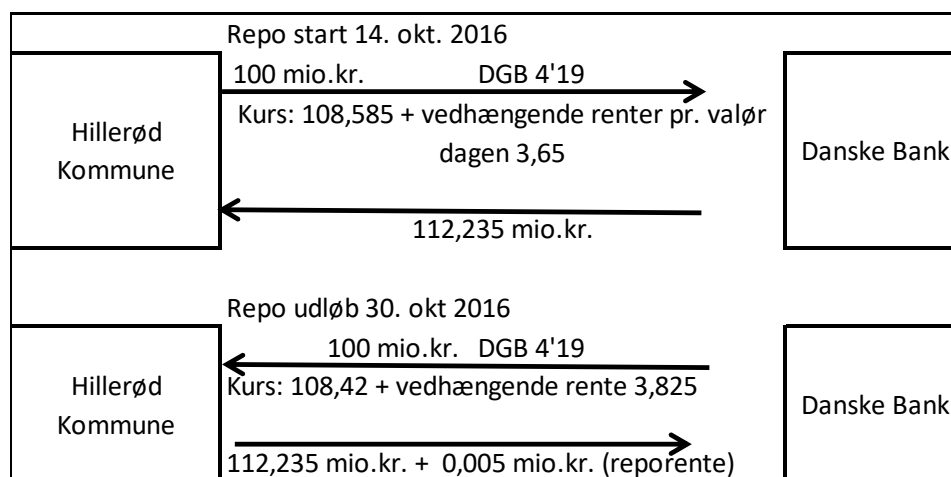 Repo start 14. okt. 2016
100 mio.kr. DGB 4'19
Kurs: 108,585 + vedhængende renter pr. valør
dagen 3,65
Hillerød
Kommune
Danske Bank
112,235 mio.kr.
Repo udløb 30. okt 2016
100 mio.kr. DGB 4'19
Kurs: 108,42 + vedhængende rente 3,825
Hillerød
Kommune
Danske Bank
112,235 mio.kr. + 0,005 mio.kr. (reporente)